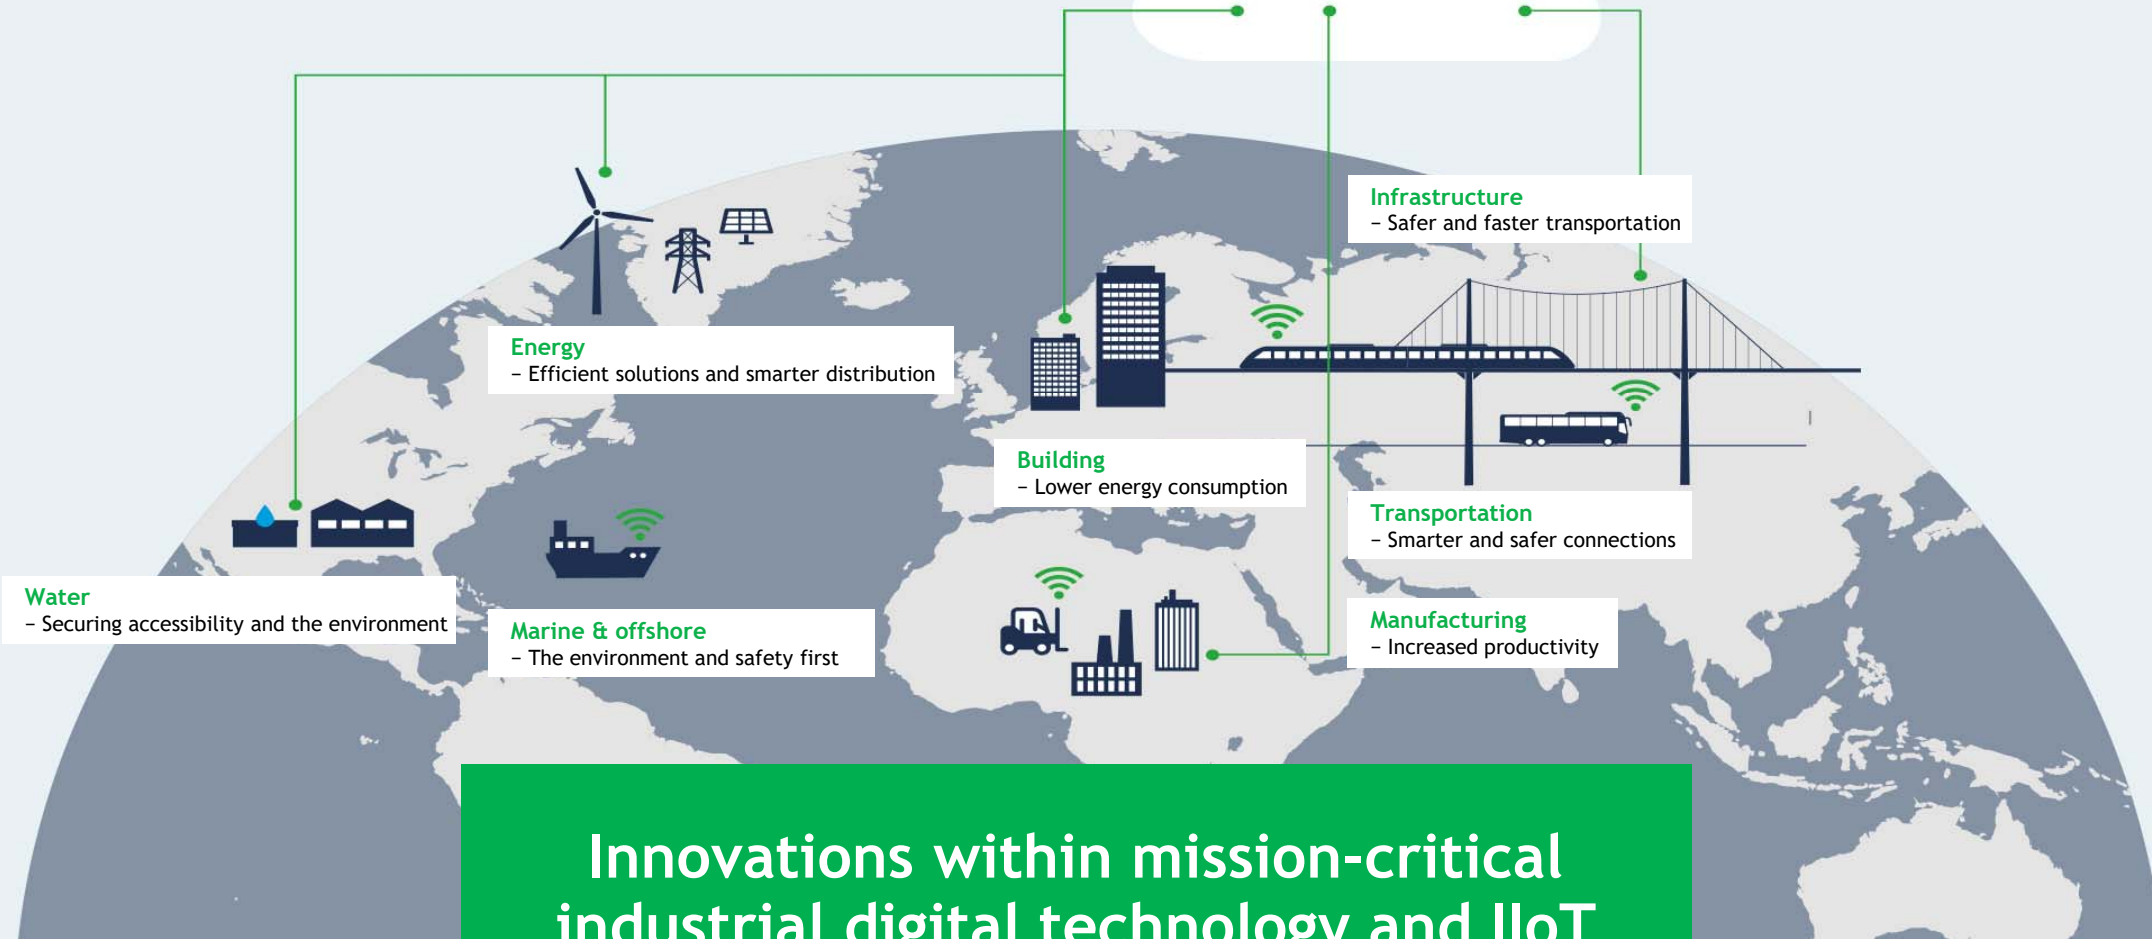 Infrastructure
– Safer and faster transportation
Energy
– Efficient solutions and smarter distribution
Building
– Lower energy consumption
Transportation
– Smarter and safer connections
Water
– Securing accessibility and the environment
Marine & offshore
– The environment and safety first
Manufacturing
– Increased productivity
Innovations within mission-critical
industrial digital technology and IIoT